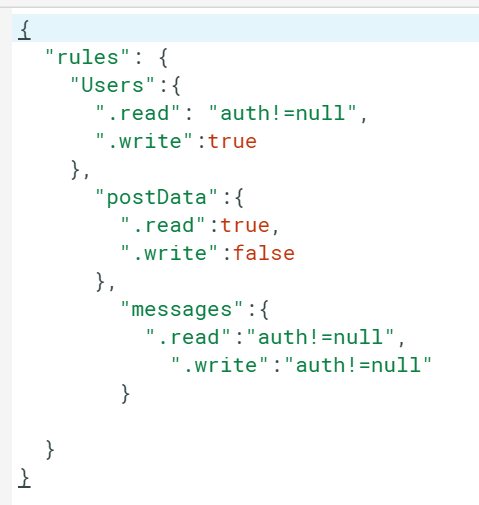 {
"rules": {
"Users":{
".read": "auth!=null",
".write":true
},
"postData":{
".read":true,
".write":false
},
"messages":{
".read":"auth!=null",
".write":"auth!=null"
}
}
}